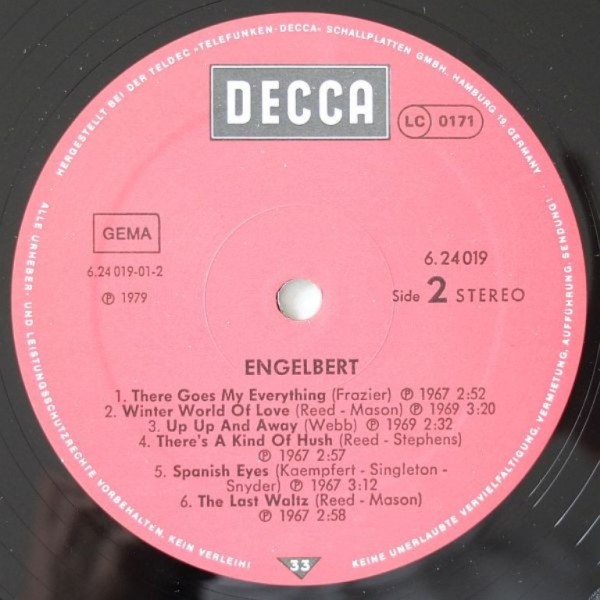 HERGESTELLT BEI DER TELDEC »TELEFUNKEN-DECCA« SCHALLPLATTEN GMBH, HAMBURG 19, GERMANY
DECCA
LC 0171
GEMA
6.24 019-01-2
℗ 1979
6.24019
Side 2 STEREO
ENGELBERT
1. There Goes My Everything (Frazier) ℗ 1967 2:52
2. Winter World Of Love (Reed - Mason) ℗ 1969 3:20
3. Up Up And Away (Webb) ℗ 1969 2:32
4. There's A Kind Of Hush (Reed - Stephens)
℗ 1967 2:57
5. Spanish Eyes (Kaempfert - Singleton -
Snyder) ℗ 1967 3:12
6. The Last Waltz (Reed - Mason)
℗ 1967 2:58
33
ALLE URHEBER- UND LEISTUNGSSCHUTZRECHTE VORBEHALTEN, KEIN VERLEIH! KEINE UNERLAUBTE VERVIELFÄLTIGUNG, VERMIETUNG, AUFFÜHRUNG, SENDUNG!